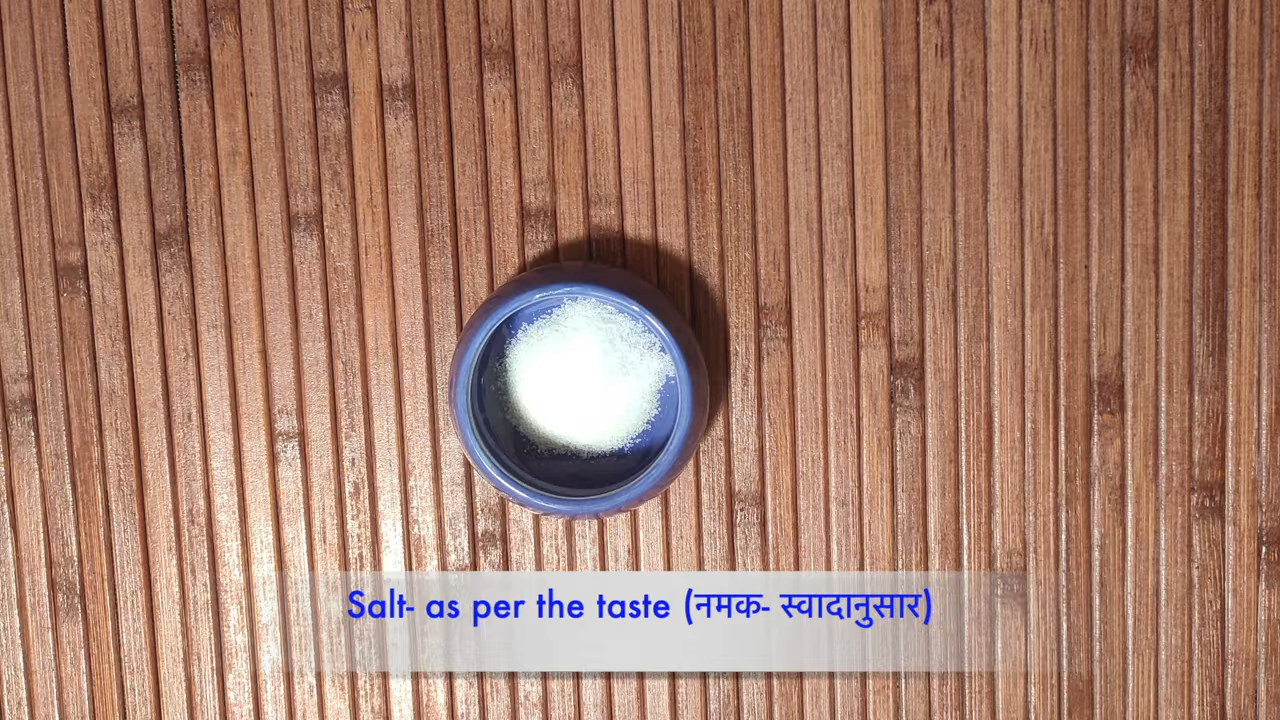 Salt- as per the taste (नमक- स्वादानुसार)